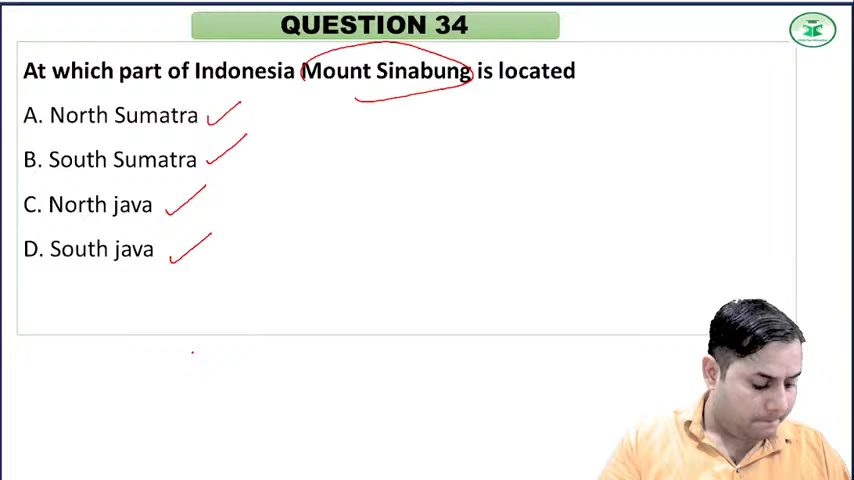 QUESTION 34
At which part of Indonesia Mount Sinabung is located
A. North Sumatra
B. South Sumatra
C. North java
D. South java